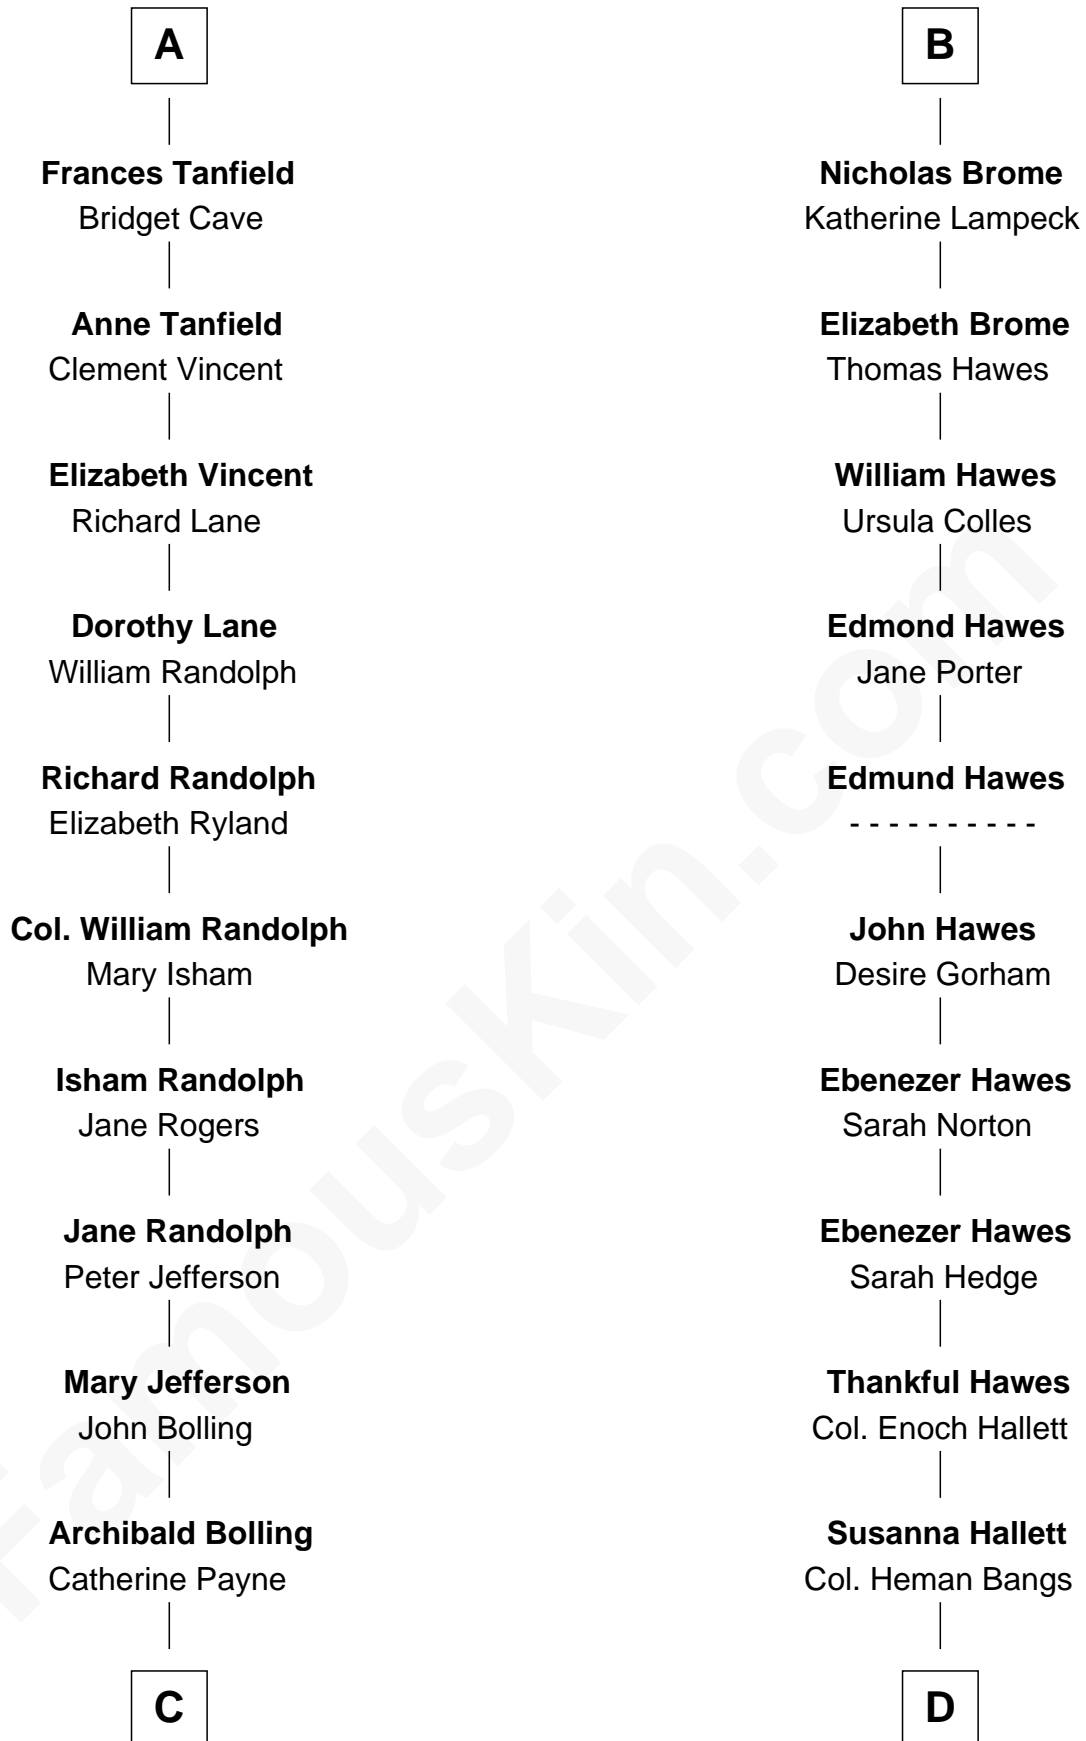 A
Frances Tanfield
Bridget Cave
Anne Tanfield
Clement Vincent
Elizabeth Vincent
Richard Lane
Dorothy Lane
William Randolph
Richard Randolph
Elizabeth Ryland
Col. William Randolph
Mary Isham
Isham Randolph
Jane Rogers
Jane Randolph
Peter Jefferson
Mary Jefferson
John Bolling
Archibald Bolling
Catherine Payne
C
B
Nicholas Brome
Katherine Lampeck
Elizabeth Brome
Thomas Hawes
William Hawes
Ursula Colles
Edmond Hawes
Jane Porter
Edmund Hawes
- - - - - - - - - -
John Hawes
Desire Gorham
Ebenezer Hawes
Sarah Norton
Ebenezer Hawes
Sarah Hedge
Thankful Hawes
Col. Enoch Hallett
Susanna Hallett
Col. Heman Bangs
D
FamousKin.com